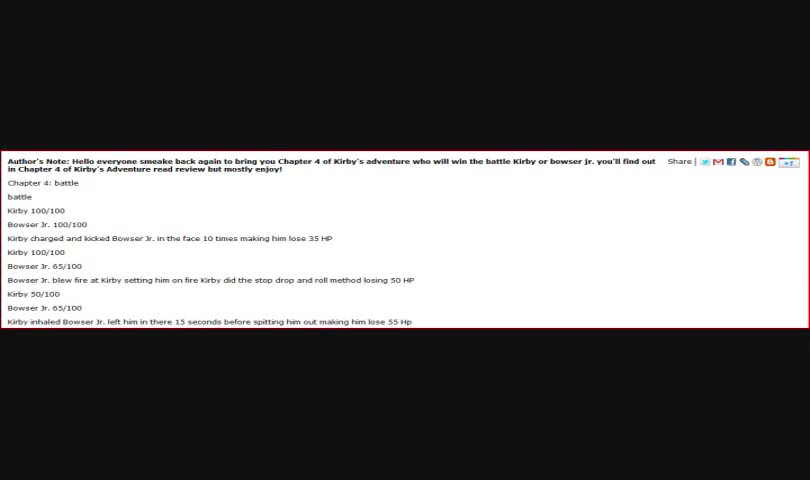 Author's Note: Hello everyone smeake back again to bring you Chapter 4 of Kirby's adventure who will win the battle Kirby or bowser jr. you'll find out
in Chapter 4 of Kirby's Adventure read review but mostly enjoy!
Share |
+1
Chapter 4: battle
battle
Kirby 100/100
Bowser Jr. 100/100
Kirby charged and kicked Bowser Jr. in the face 10 times making him lose 35 HP
Kirby 100/100
Bowser Jr. 65/100
Bowser Jr. blew fire at Kirby setting him on fire Kirby did the stop drop and roll method losing 50 HP
Kirby 50/100
Bowser Jr. 65/100
Kirby inhaled Bowser Jr. left him in there 15 seconds before spitting him out making him lose 55 Hp